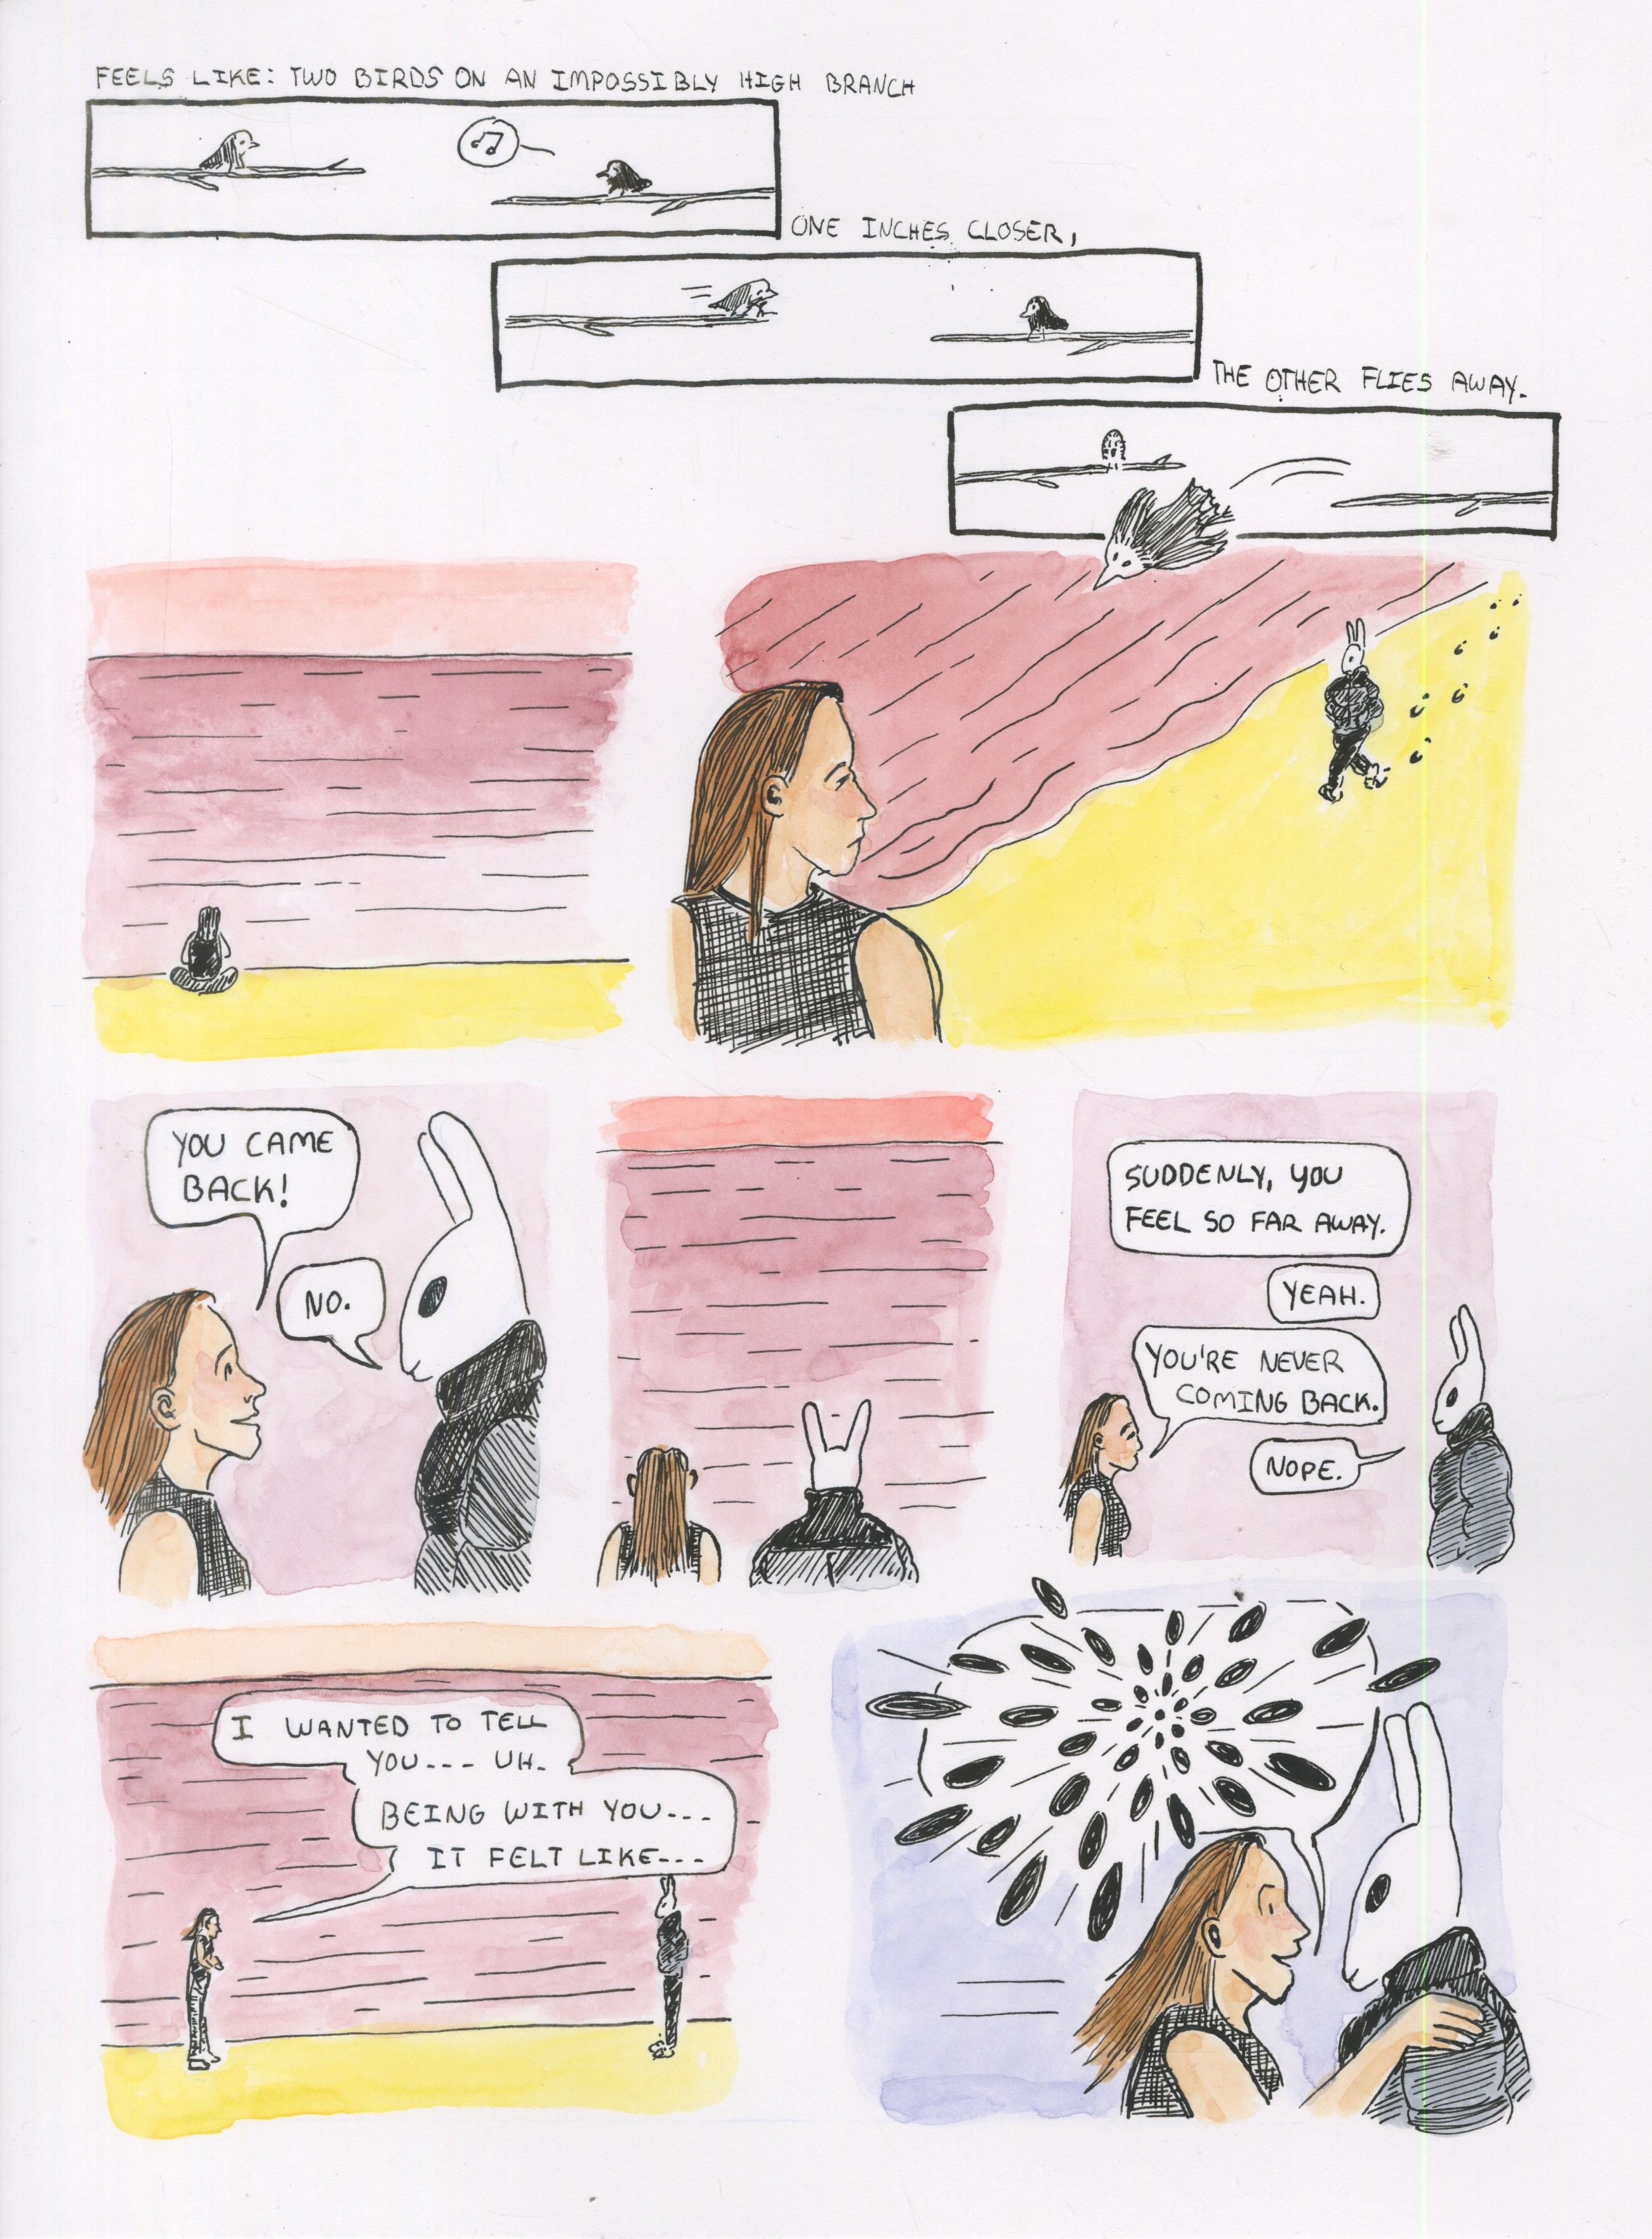 FEELS LIKE: TWO BIRDS ON AN IMPOSSIBLY HIGH BRANCH
ONE INCHES CLOSER,
THE OTHER FLIES AWAY.
YOU CAME
BACK!
NO.
SUDDENLY, YOU
FEEL SO FAR AWAY.
YEAH.
YOU'RE NEVER
COMING BACK.
NOPE.
I WANTED TO TELL
YOU--- UH.
BEING WITH YOU---
IT FELT LIKE---